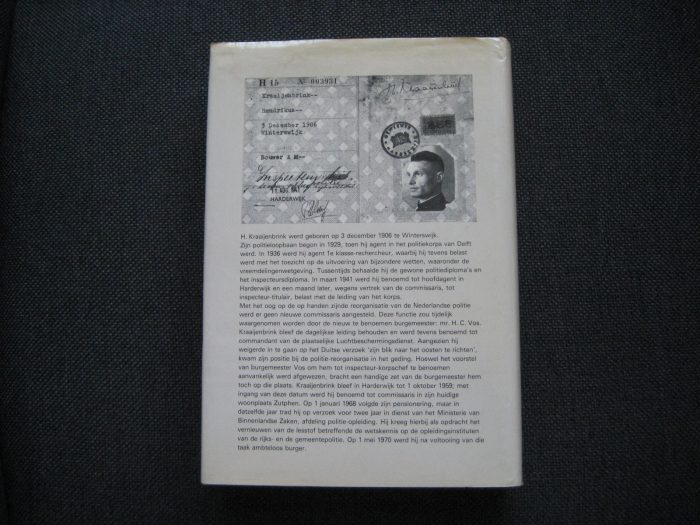 H 15 № 003931
Kraaijenbrink--
Hendrikus--
3 December 1906
Winterswijk
Bouwer A M--
Inspecteur
11 AUG. 1941
HARDERWIJK
H. Kraaijenbrink werd geboren op 3 december 1906 te Winterswijk.
Zijn politieloopbaan begon in 1929, toen hij agent in het politiekorps van Delft
werd. In 1936 werd hij agent 1e klasse-rechercheur, waarbij hij tevens belast
werd met het toezicht op de uitvoering van bijzondere wetten, waaronder de
vreemdelingenwetgeving. Tussentijds behaalde hij de gewone politiediploma's en
het inspecteursdiploma. In maart 1941 werd hij benoemd tot hoofdagent in
Harderwijk en een maand later, wegens vertrek van de commissaris, tot
inspecteur-titulair, belast met de leiding van het korps.
Met het oog op de op handen zijnde reorganisatie van de Nederlandse politie
werd er geen nieuwe commissaris aangesteld. Deze functie zou tijdelijk
waargenomen worden door de nieuw te benoemen burgemeester: mr. H. C. Vos.
Kraaijenbrink bleef de dagelijkse leiding behouden en werd tevens benoemd tot
commandant van de plaatselijke Luchtbeschermingsdienst. Aangezien hij
weigerde in te gaan op het Duitse verzoek 'zijn blik naar het oosten te richten',
kwam zijn positie bij de politie-reorganisatie in het geding. Hoewel het voorstel
van burgemeester Vos om hem tot inspecteur-korpschef te benoemen
aanvankelijk werd afgewezen, bracht een handige zet van de burgemeester hem
toch op die plaats. Kraaijenbrink bleef in Harderwijk tot 1 oktober 1959; met
ingang van deze datum werd hij benoemd tot commissaris in zijn huidige
woonplaats Zutphen. Op 1 januari 1968 volgde zijn pensionering, maar in
datzelfde jaar trad hij op verzoek voor twee jaar in dienst van het Ministerie van
Binnenlandse Zaken, afdeling politie-opleiding. Hij kreeg hierbij als opdracht het
vernieuwen van de lesstof betreffende de wetskennis op de opleidingsinstituten
van de rijks- en de gemeentepolitie. Op 1 mei 1970 werd hij na voltooiing van die
taak ambteloos burger.